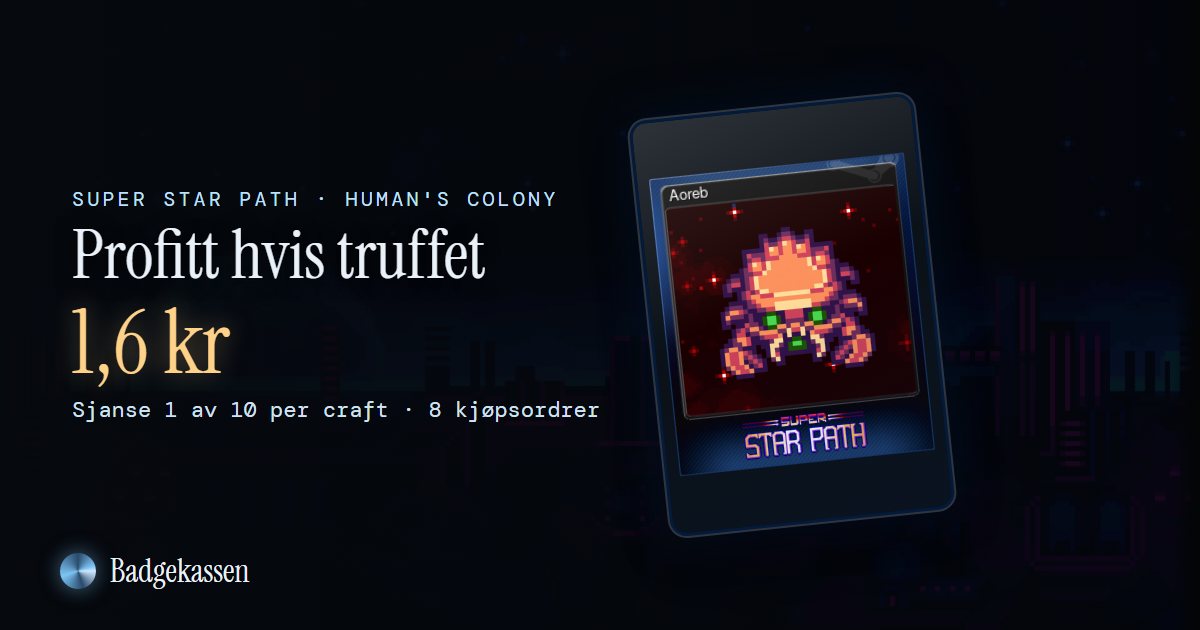 SUPER STAR PATH · HUMAN'S COLONY
Profitt hvis truffet
1,6 kr
Sjanse 1 av 10 per craft · 8 kjøpsordrer
Badgekassen
Aoreb
SUPER
STAR PATH